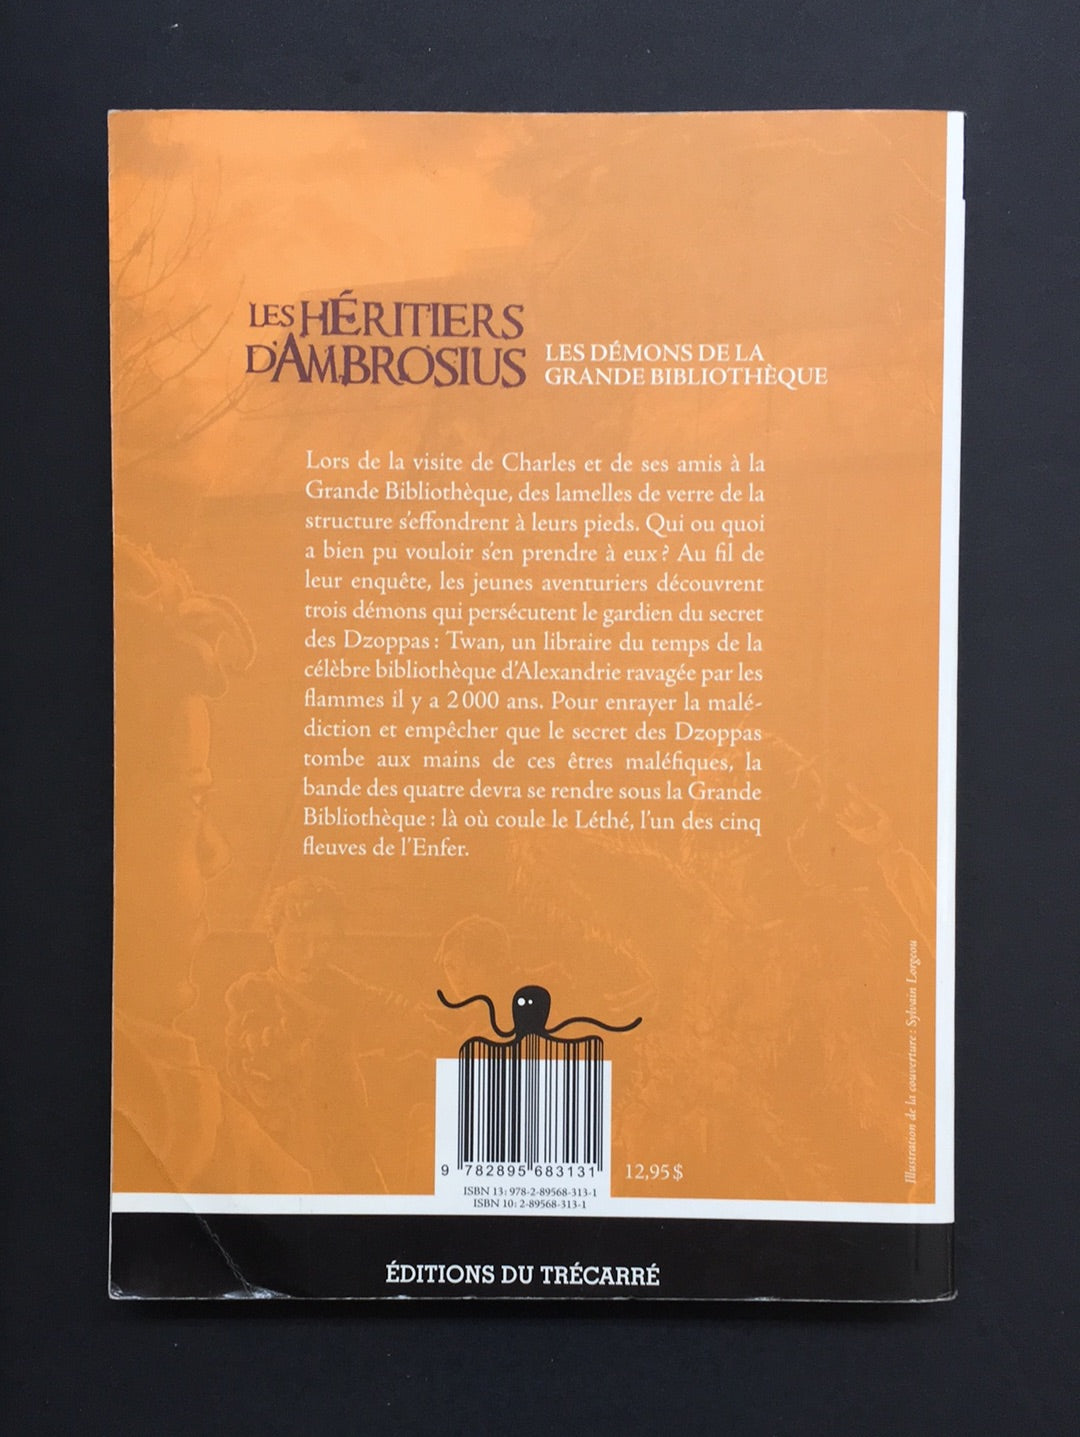 LES HÉRITIERS
D'AMBROSIUS
LES DÉMONS DE LA
GRANDE BIBLIOTHÈQUE
Lors de la visite de Charles et de ses amis à la
Grande Bibliothèque, des lamelles de verre de la
structure s'effondrent à leurs pieds. Qui ou quoi
a bien pu vouloir s'en prendre à eux ? Au fil de
leur enquête, les jeunes aventuriers découvrent
trois démons qui persécutent le gardien du secret
des Dzoppas : Twan, un libraire du temps de la
célèbre bibliothèque d'Alexandrie ravagée par les
flammes il y a 2 000 ans. Pour enrayer la malé-
diction et empêcher que le secret des Dzoppas
tombe aux mains de ces êtres maléfiques, la
bande des quatre devra se rendre sous la Grande
Bibliothèque : là où coule le Léthé, l'un des cinq
fleuves de l'Enfer.
Illustration de la couverture : Sylvain Lorgeou
9 782895 683131
12,95 $
ISBN 13: 978-2-89568-313-1
ISBN 10: 2-89568-313-1
ÉDITIONS DU TRÉCARRÉ